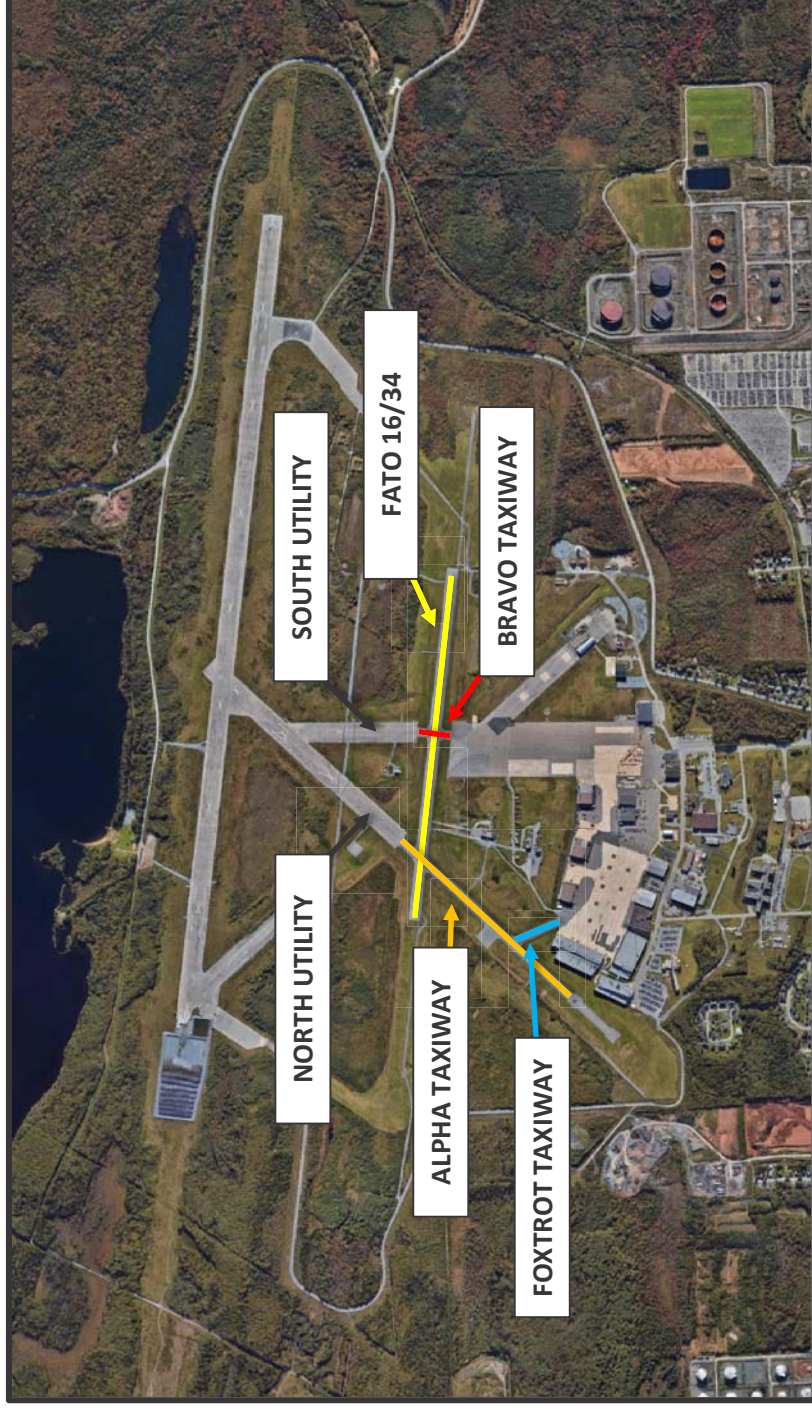 NORTH UTILITY
SOUTH UTILITY
FATO 16/34
ALPHA TAXIWAY
BRAVO TAXIWAY
FOXTROT TAXIWAY